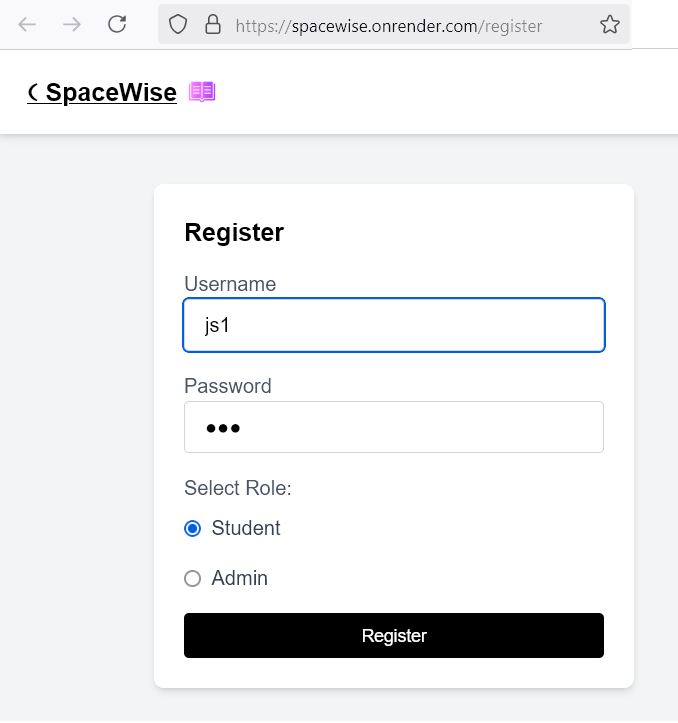 https://spacewise.onrender.com/register
SpaceWise
Register
Username
js1
Password
•••
Select Role:
Student
Admin
Register